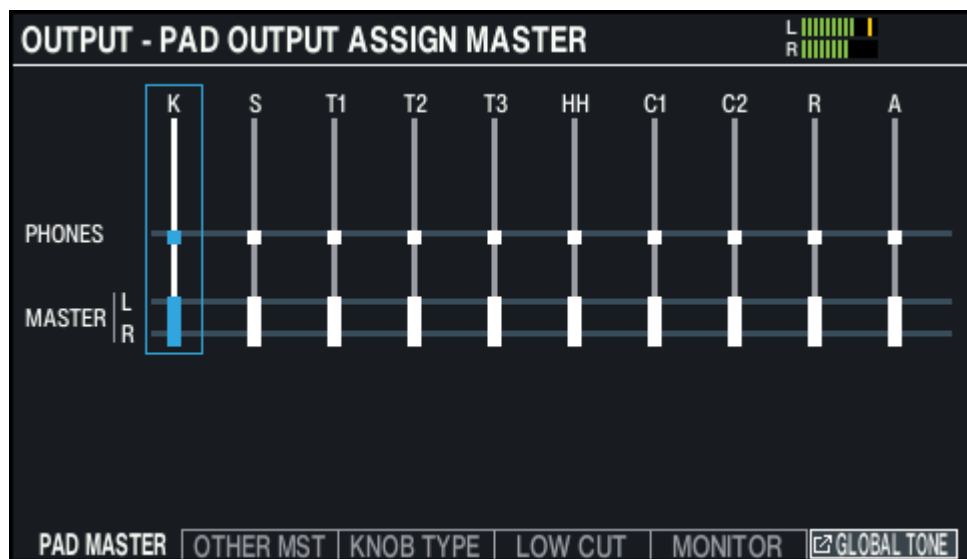 OUTPUT - PAD OUTPUT ASSIGN MASTER
L
R
K S T1 T2 T3 HH C1 C2 R A
PHONES
MASTER L
R
PAD MASTER OTHER MST KNOB TYPE LOW CUT MONITOR GLOBAL TONE